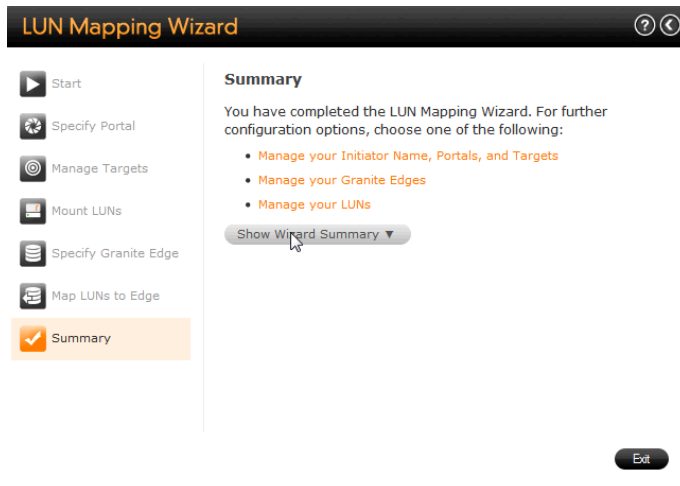 LUN Mapping Wizard
Start
Specify Portal
Manage Targets
Mount LUNs
Specify Granite Edge
Map LUNs to Edge
Summary
Summary
You have completed the LUN Mapping Wizard. For further
configuration options, choose one of the following:
• Manage your Initiator Name, Portals, and Targets
• Manage your Granite Edges
• Manage your LUNs
Show Wizard Summary ▼
Exit